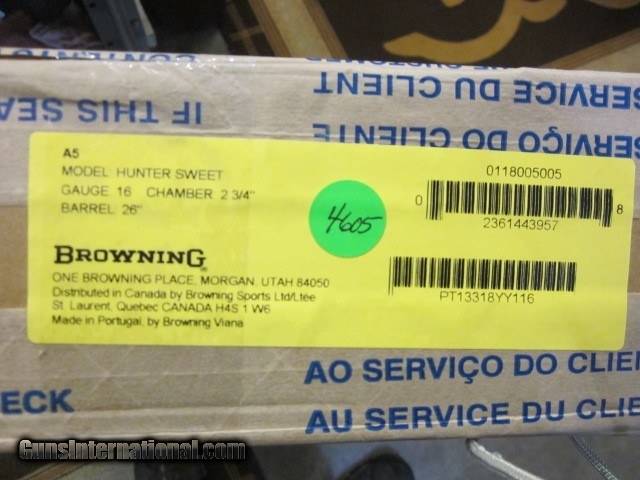 CONTENTS
CUSTOMER
SERVICE DU CLIENT
IF THIS SEA
SERVIÇO DO CLIENTE
A5
MODEL: HUNTER SWEET
GAUGE: 16 CHAMBER: 2 3/4"
BARREL: 26"
4605
0118005005
0 8
2361443957
BROWNING
ONE BROWNING PLACE, MORGAN, UTAH 84050
Distributed in Canada by Browning Sports Ltd/Ltée
St. Laurent, Quebec CANADA H4S 1 W6
Made in Portugal, by Browning Viana
PT13318YY116
AO SERVIÇO DO CLIEN
ECK
AU SERVICE DU CLIE
GunsInternational.com